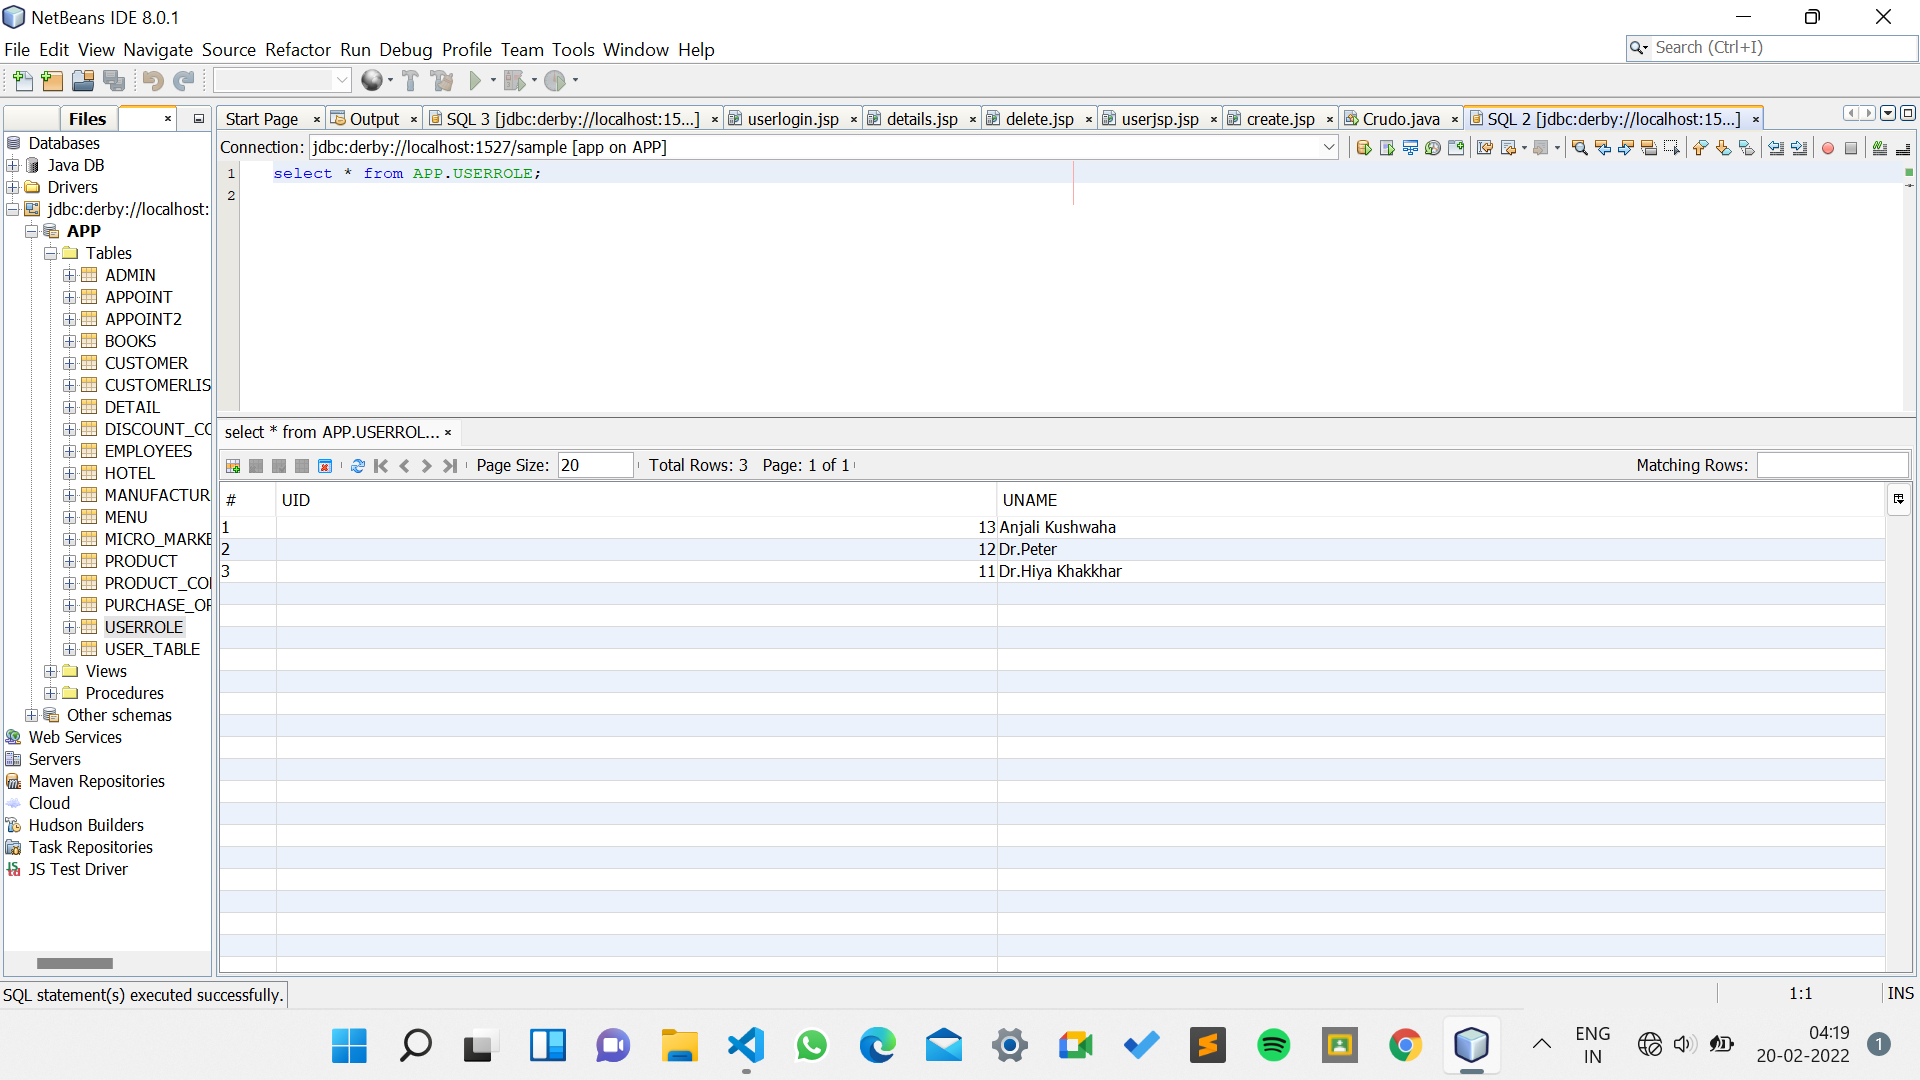 NetBeans IDE 8.0.1
File Edit View Navigate Source Refactor Run Debug Profile Team Tools Window Help
Search (Ctrl+I)
Files
Start Page
Output
SQL 3 [jdbc:derby://localhost:15...]
userlogin.jsp
details.jsp
delete.jsp
userjsp.jsp
create.jsp
Crudo.java
SQL 2 [jdbc:derby://localhost:15...]
Connection: jdbc:derby://localhost:1527/sample [app on APP]
1 select * from APP.USERROLE;
2
Databases
Java DB
Drivers
jdbc:derby://localhost:
APP
Tables
ADMIN
APPOINT
APPOINT2
BOOKS
CUSTOMER
CUSTOMERLIS
DETAIL
DISCOUNT_CO
EMPLOYEES
HOTEL
MANUFACTUR
MENU
MICRO_MARKE
PRODUCT
PRODUCT_COI
PURCHASE_OF
USERROLE
USER_TABLE
Views
Procedures
Other schemas
Web Services
Servers
Maven Repositories
Cloud
Hudson Builders
Task Repositories
JS Test Driver
select * from APP.USERROL...
Page Size: 20 Total Rows: 3 Page: 1 of 1 Matching Rows:
# UID UNAME
1 13 Anjali Kushwaha
2 12 Dr.Peter
3 11 Dr.Hiya Khakkhar
SQL statement(s) executed successfully.
1:1 INS
ENG
IN
04:19
20-02-2022
1